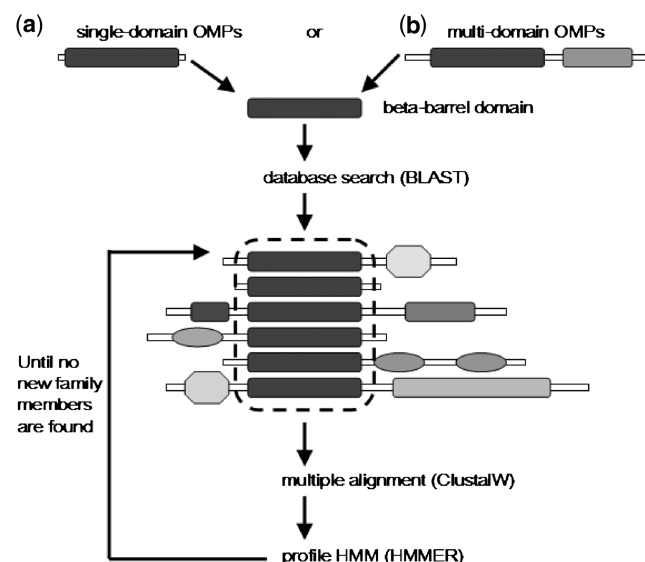 (a) single-domain OMPs or (b) multi-domain OMPs
beta-barrel domain
database search (BLAST)
Until no
new family
members
are found
multiple alignment (ClustalW)
profile HMM (HMMER)